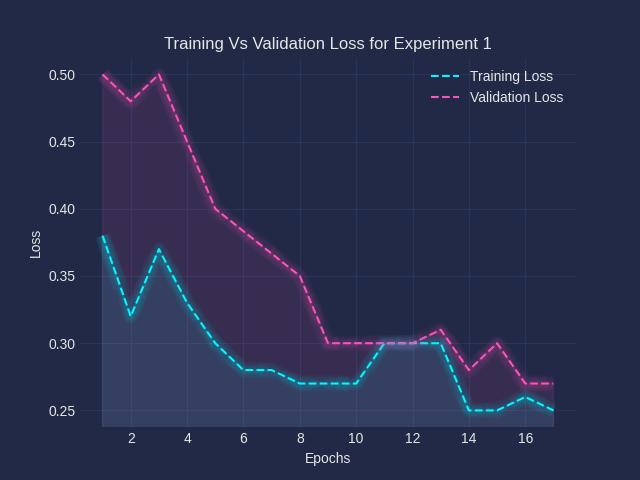 Training Vs Validation Loss for Experiment 1
Training Loss
Validation Loss
0.50
0.45
0.40
0.35
0.30
0.25
Loss
2 4 6 8 10 12 14 16
Epochs